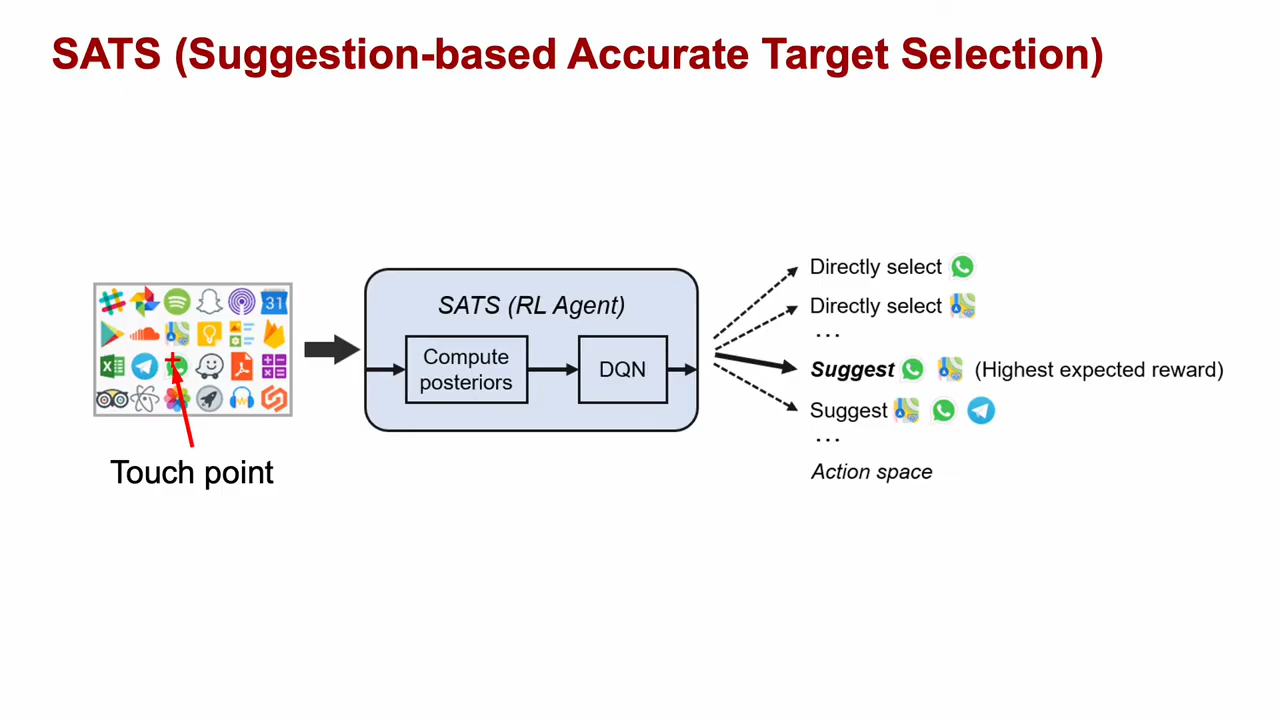 SATS (Suggestion-based Accurate Target Selection)
31
Touch point
SATS (RL Agent)
Compute
posteriors
DQN
Directly select
Directly select
...
Suggest (Highest expected reward)
Suggest
...
Action space